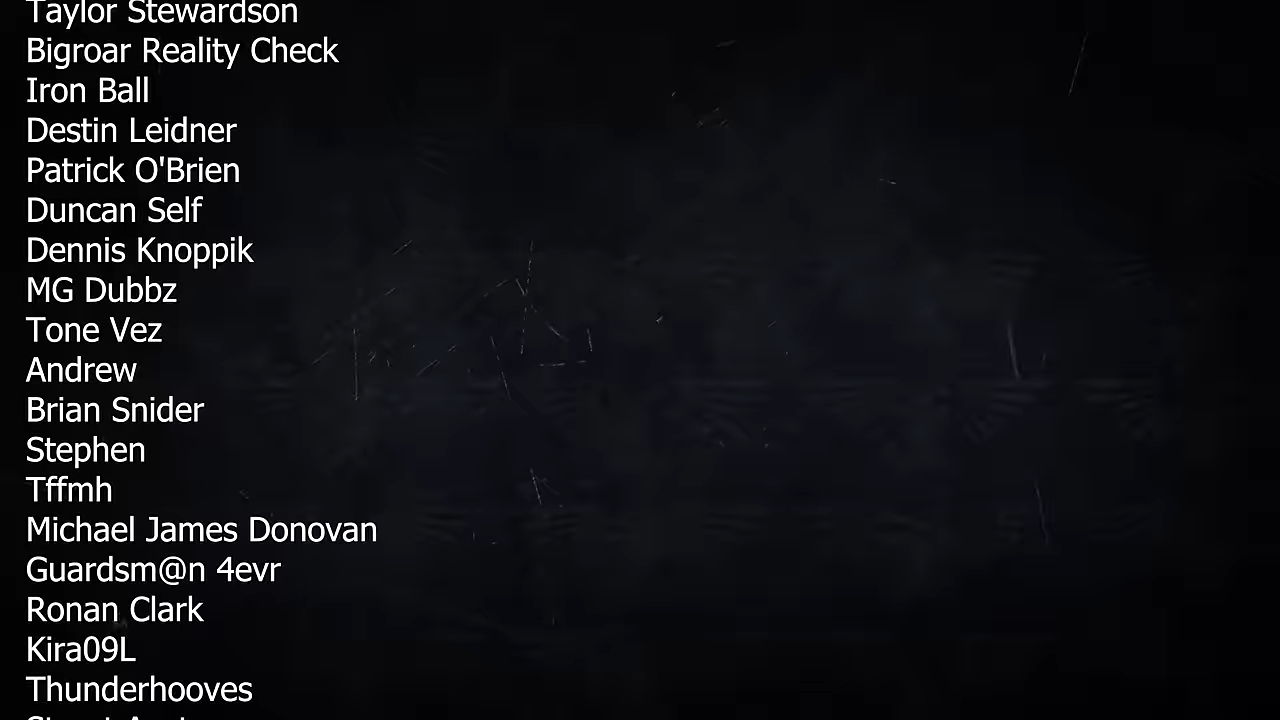 Taylor Stewardson
Bigroar Reality Check
Iron Ball
Destin Leidner
Patrick O'Brien
Duncan Self
Dennis Knoppik
MG Dubbz
Tone Vez
Andrew
Brian Snider
Stephen
Tffmh
Michael James Donovan
Guardsm@n 4evr
Ronan Clark
Kira09L
Thunderhooves